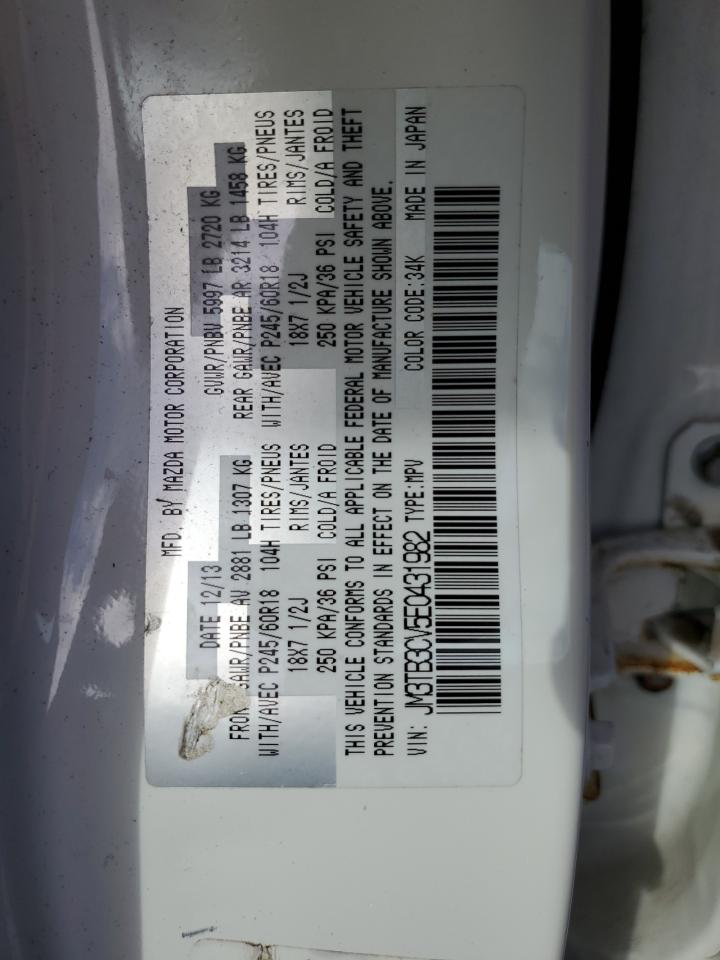 MFD. BY MAZDA MOTOR CORPORATION
DATE 12/13 GVWR/PNBV 5997 LB 2720 KG
FRONT GAWR/PNBE AV 2881 LB 1307 KG REAR GAWR/PNBE AR 3214 LB 1458 KG
WITH/AVEC P245/60R18 104H TIRES/PNEUS WITH/AVEC P245/60R18 104H TIRES/PNEUS
18X7 1/2J RIMS/JANTES 18X7 1/2J RIMS/JANTES
250 KPA/36 PSI COLD/A FROID 250 KPA/36 PSI COLD/A FROID
THIS VEHICLE CONFORMS TO ALL APPLICABLE FEDERAL MOTOR VEHICLE SAFETY AND THEFT
PREVENTION STANDARDS IN EFFECT ON THE DATE OF MANUFACTURE SHOWN ABOVE.
VIN: JM3TB3CV5E0431982 TYPE:MPV COLOR CODE:34K MADE IN JAPAN